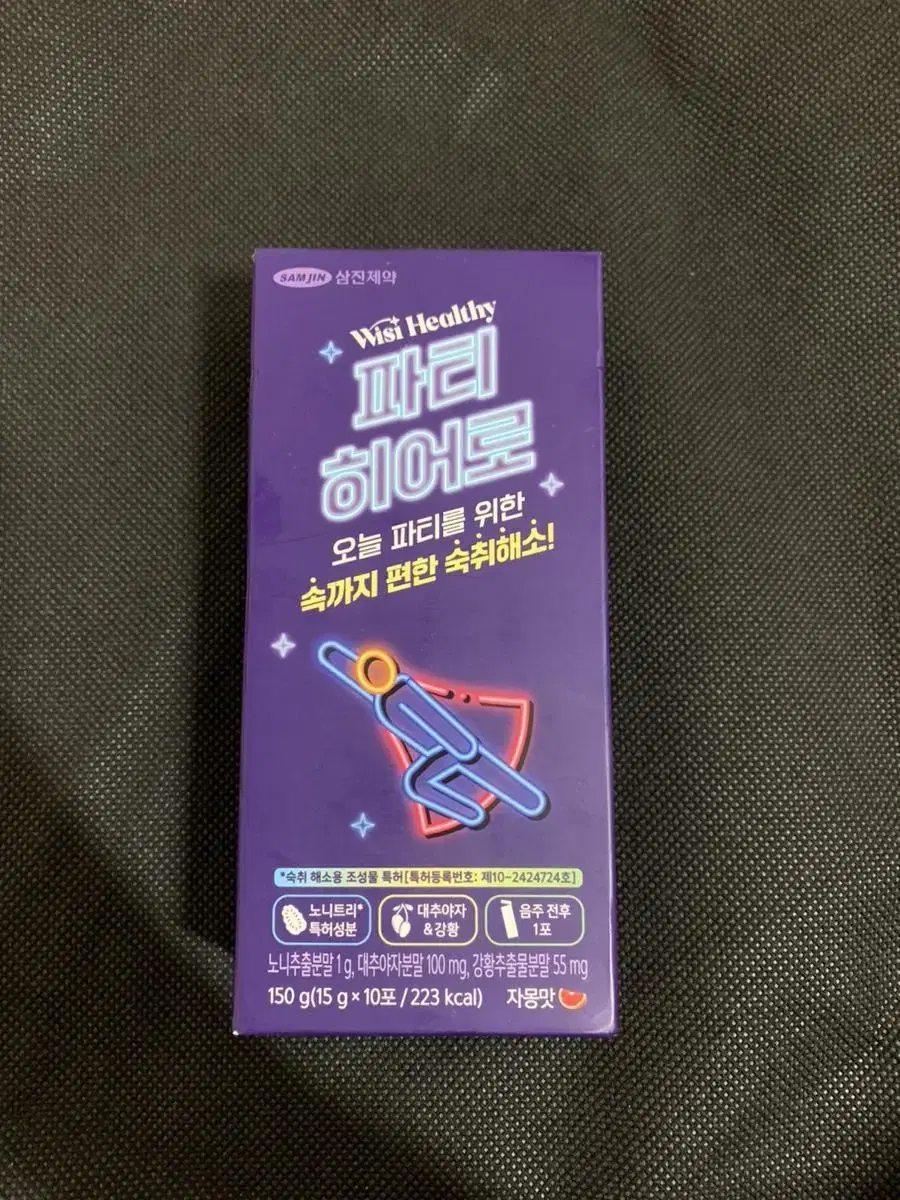 SAMJIN 삼진제약
Wisi Healthy
파티
히어로
오늘 파티를 위한
속까지 편한 숙취해소!
*숙취 해소용 조성물 특허[특허등록번호: 제10-2424724호]
노니트리*
특허성분
대추야자
&강황
음주 전후
1포
노니추출분말 1 g, 대추야자분말 100 mg, 강황추출물분말 55 mg
150 g(15 g × 10포 / 223 kcal) 자몽맛